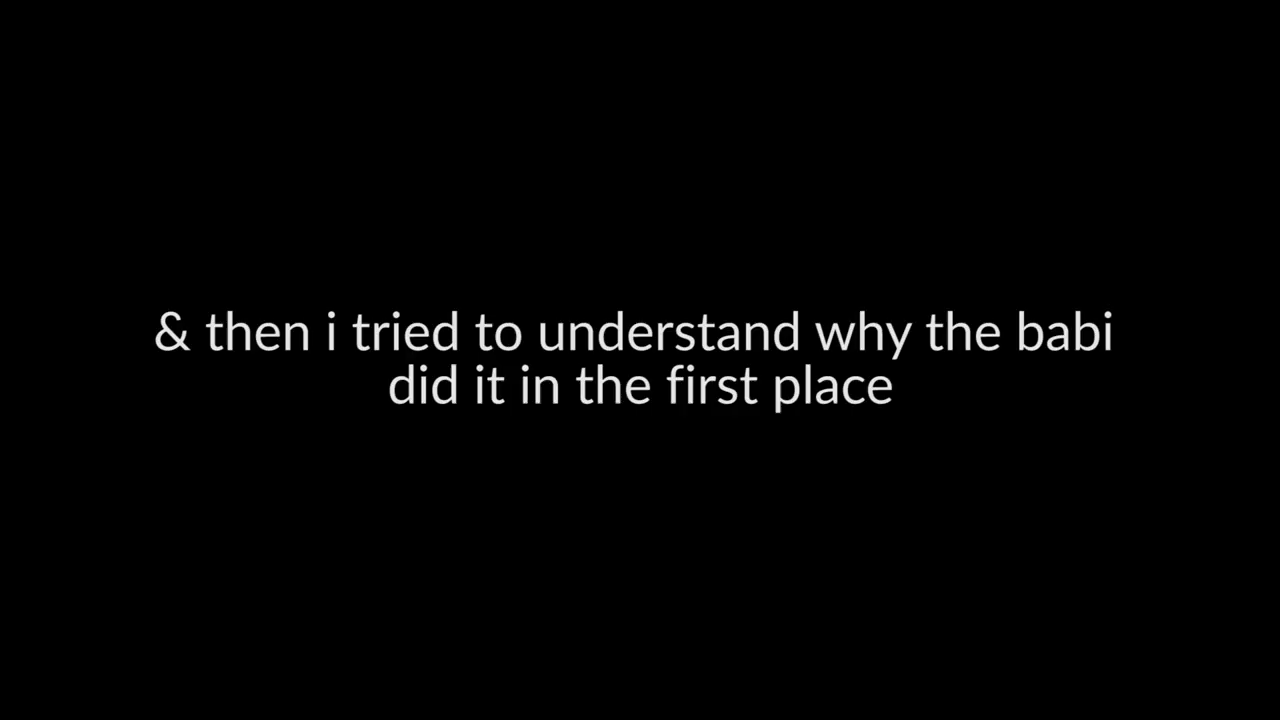 & then i tried to understand why the babi
did it in the first place